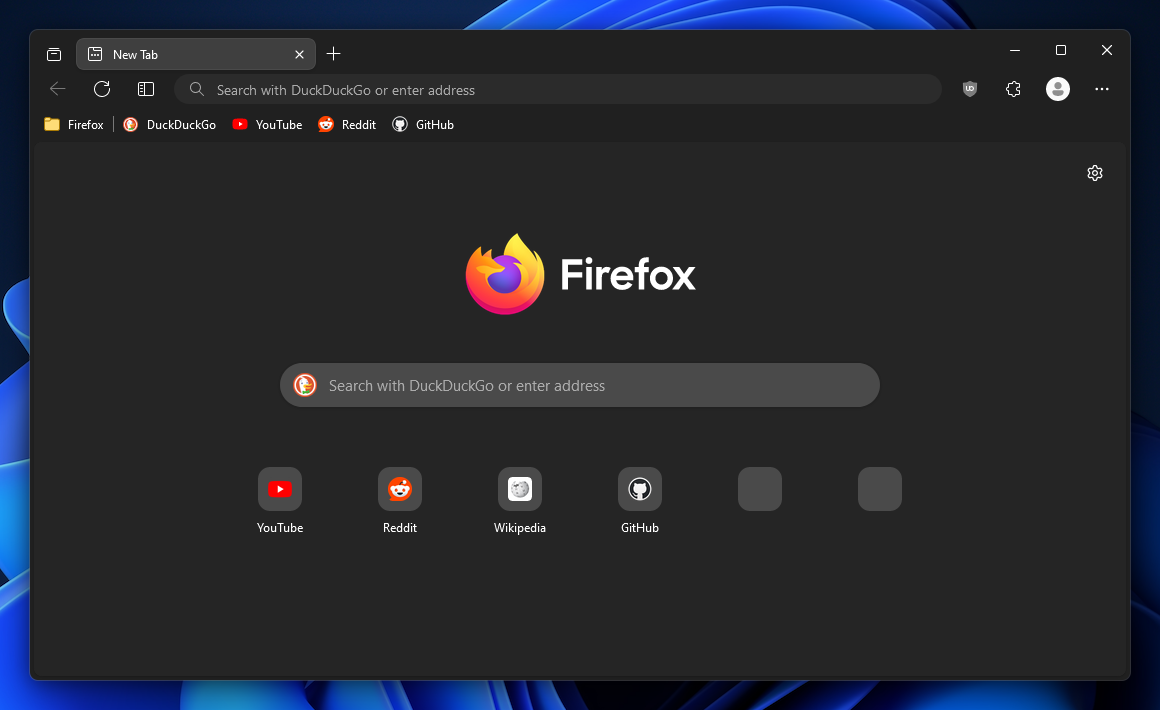 New Tab
Search with DuckDuckGo or enter address
Firefox DuckDuckGo YouTube Reddit GitHub
Firefox
Search with DuckDuckGo or enter address
YouTube Reddit Wikipedia GitHub